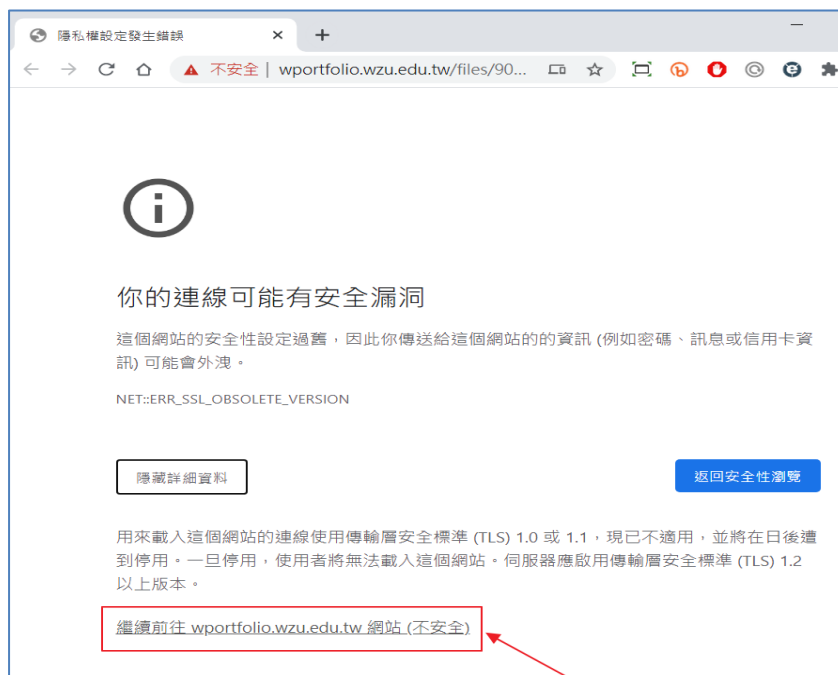 隱私權設定發生錯誤
不安全 | wportfolio.wzu.edu.tw/files/90...
你的連線可能有安全漏洞
這個網站的安全性設定過舊，因此你傳送給這個網站的的資訊 (例如密碼、訊息或信用卡資
訊) 可能會外洩。
NET::ERR_SSL_OBSOLETE_VERSION
隱藏詳細資料
返回安全性瀏覽
用來載入這個網站的連線使用傳輸層安全標準 (TLS) 1.0 或 1.1，現已不適用，並將在日後遭
到停用。一旦停用，使用者將無法載入這個網站。伺服器應啟用傳輸層安全標準 (TLS) 1.2
以上版本。
繼續前往 wportfolio.wzu.edu.tw 網站 (不安全)